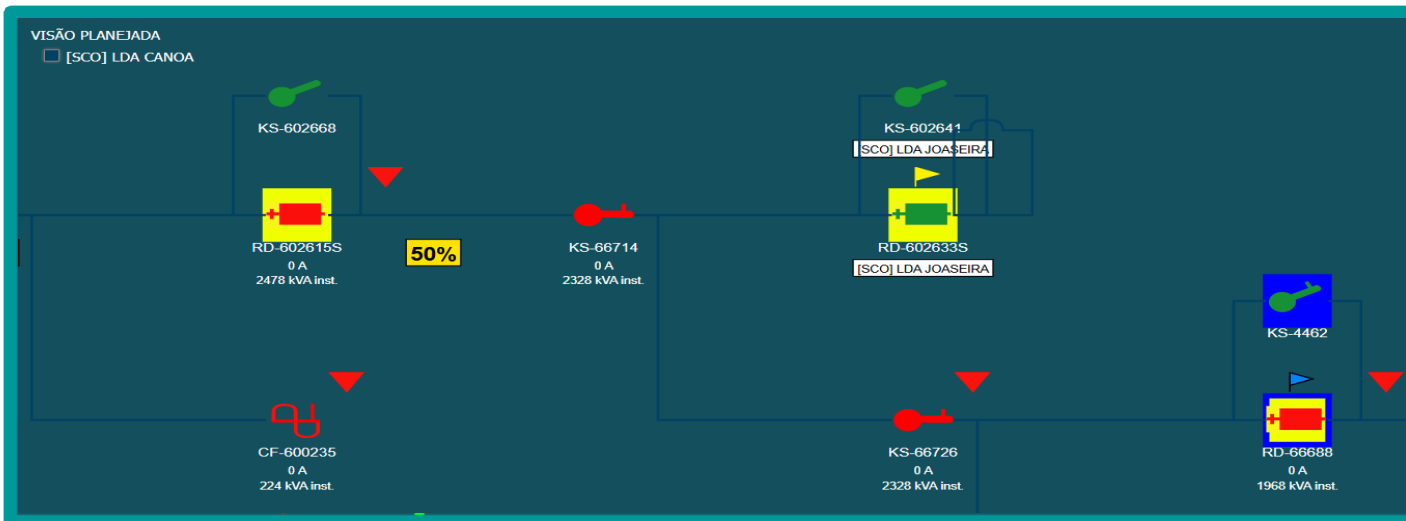 VISÃO PLANEJADA
[SCO] LDA CANOA
KS-602668
KS-602641
[SCO] LDA JOASEIRA
RD-602615S
0 A
2478 kVA inst.
50%
KS-66714
0 A
2328 kVA inst.
RD-602633S
[SCO] LDA JOASEIRA
KS-4462
CF-600235
0 A
224 kVA inst.
KS-66726
0 A
2328 kVA inst.
RD-66688
0 A
1968 kVA inst.